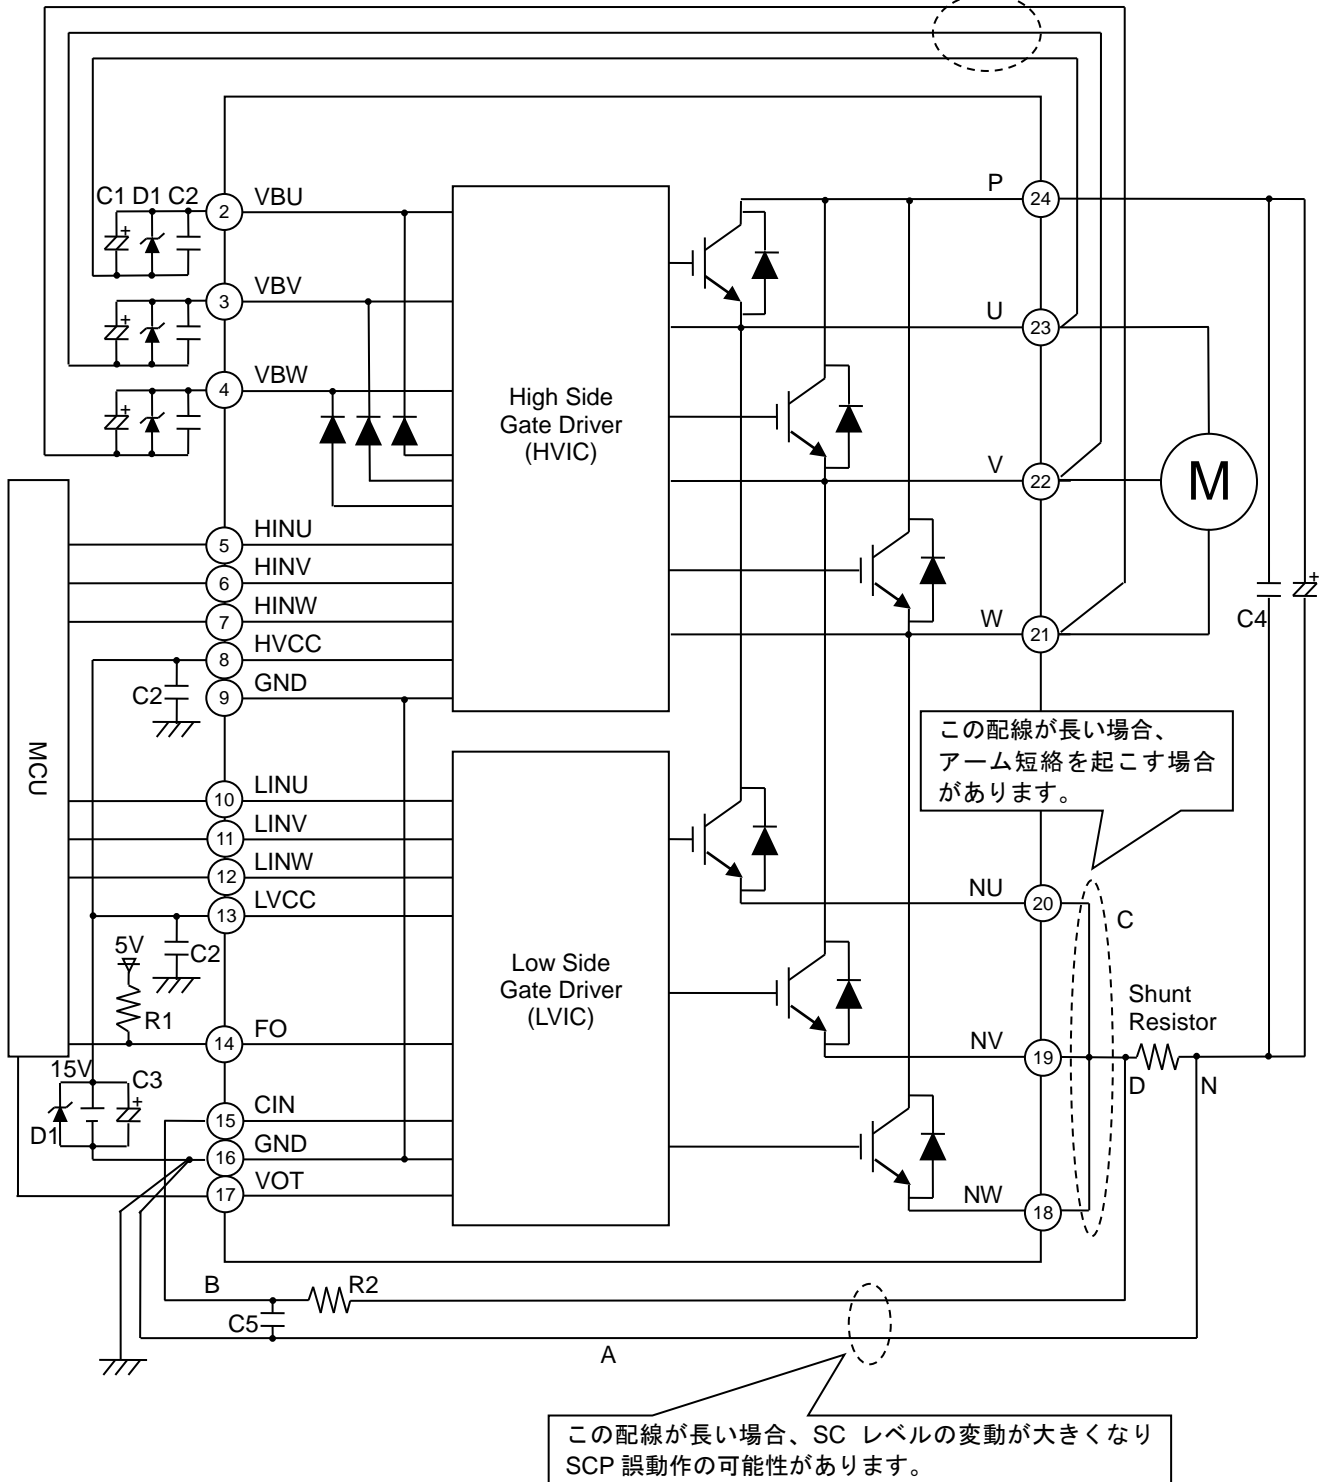 C1 D1 C2
2
VBU
P
24
3
VBV
U
23
4
VBW
High Side
Gate Driver
(HVIC)
V
22
M
5
HINU
6
HINV
7
HINW
W
21
C4
8
HVCC
C2
9
GND
この配線が長い場合、
アーム短絡を起こす場合
があります。
MCU
10
LINU
11
LINV
12
LINW
13
LVCC
NU
20
C
5V
C2
R1
Low Side
Gate Driver
(LVIC)
Shunt
Resistor
14
FO
NV
19
D
N
15V
C3
D1
15
CIN
16
GND
17
VOT
NW
18
B
R2
C5
A
この配線が長い場合、SC レベルの変動が大きくなり
SCP 誤動作の可能性があります。